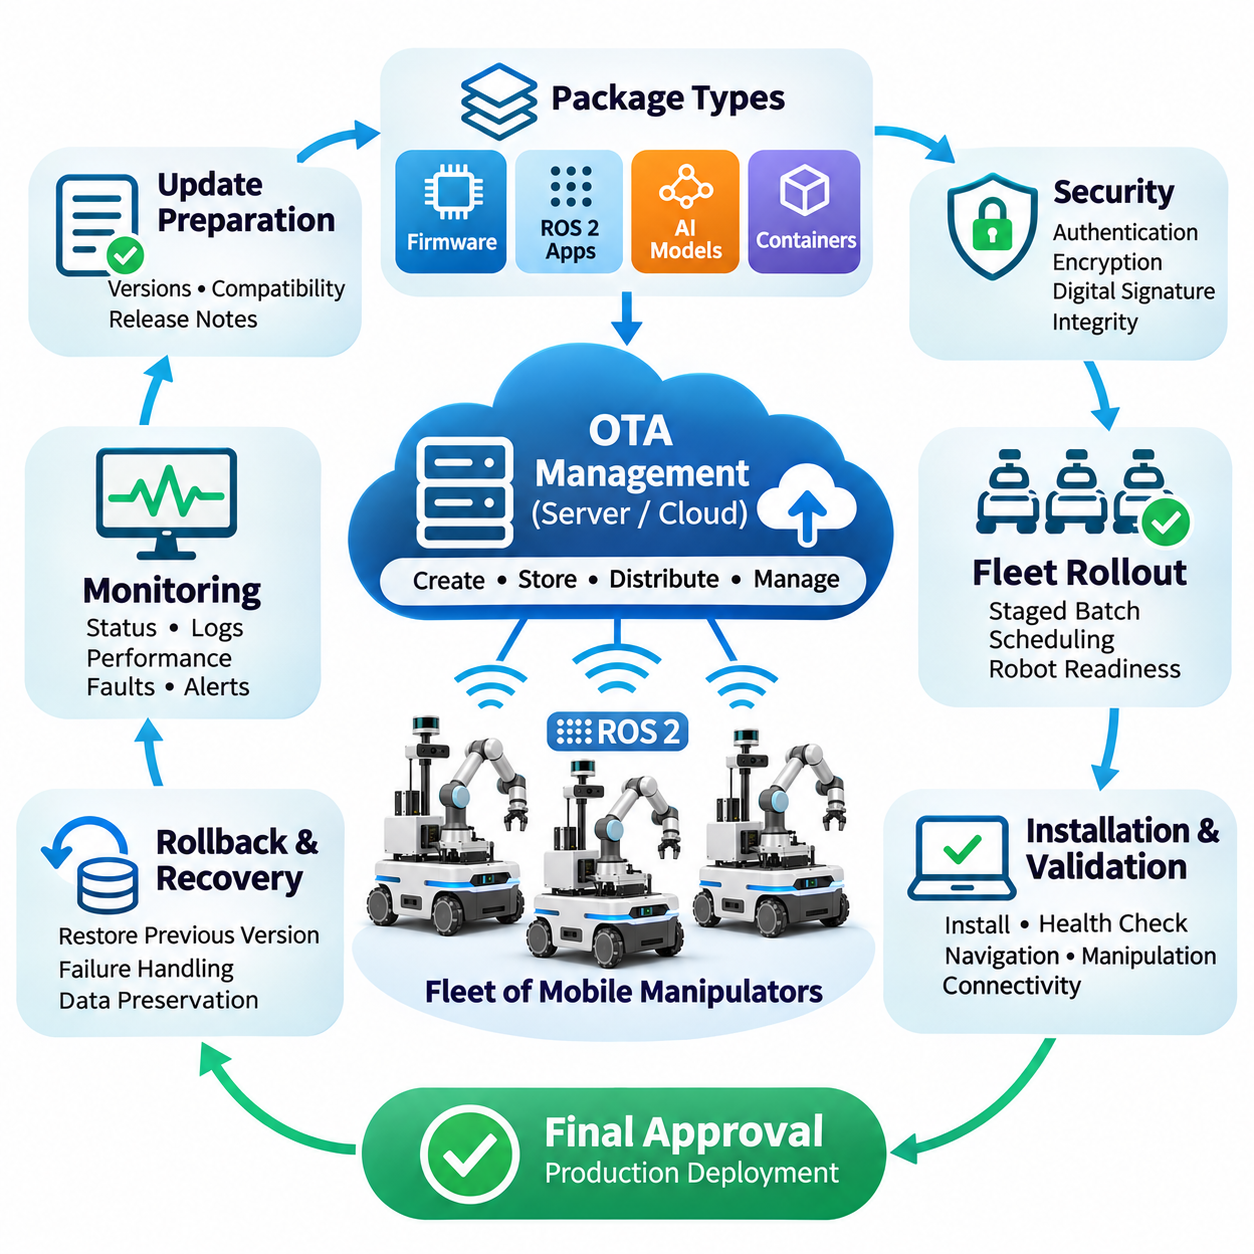 Package Types
Firmware
ROS 2
Apps
AI
Models
Containers
Update
Preparation
Versions • Compatibility
Release Notes
Security
Authentication
Encryption
Digital Signature
Integrity
OTA
Management
(Server / Cloud)
Create • Store • Distribute • Manage
Monitoring
Status • Logs
Performance
Faults • Alerts
Fleet Rollout
Staged Batch
Scheduling
Robot Readiness
ROS 2
Fleet of Mobile Manipulators
Rollback &
Recovery
Restore Previous Version
Failure Handling
Data Preservation
Installation &
Validation
Install • Health Check
Navigation • Manipulation
Connectivity
Final Approval
Production Deployment